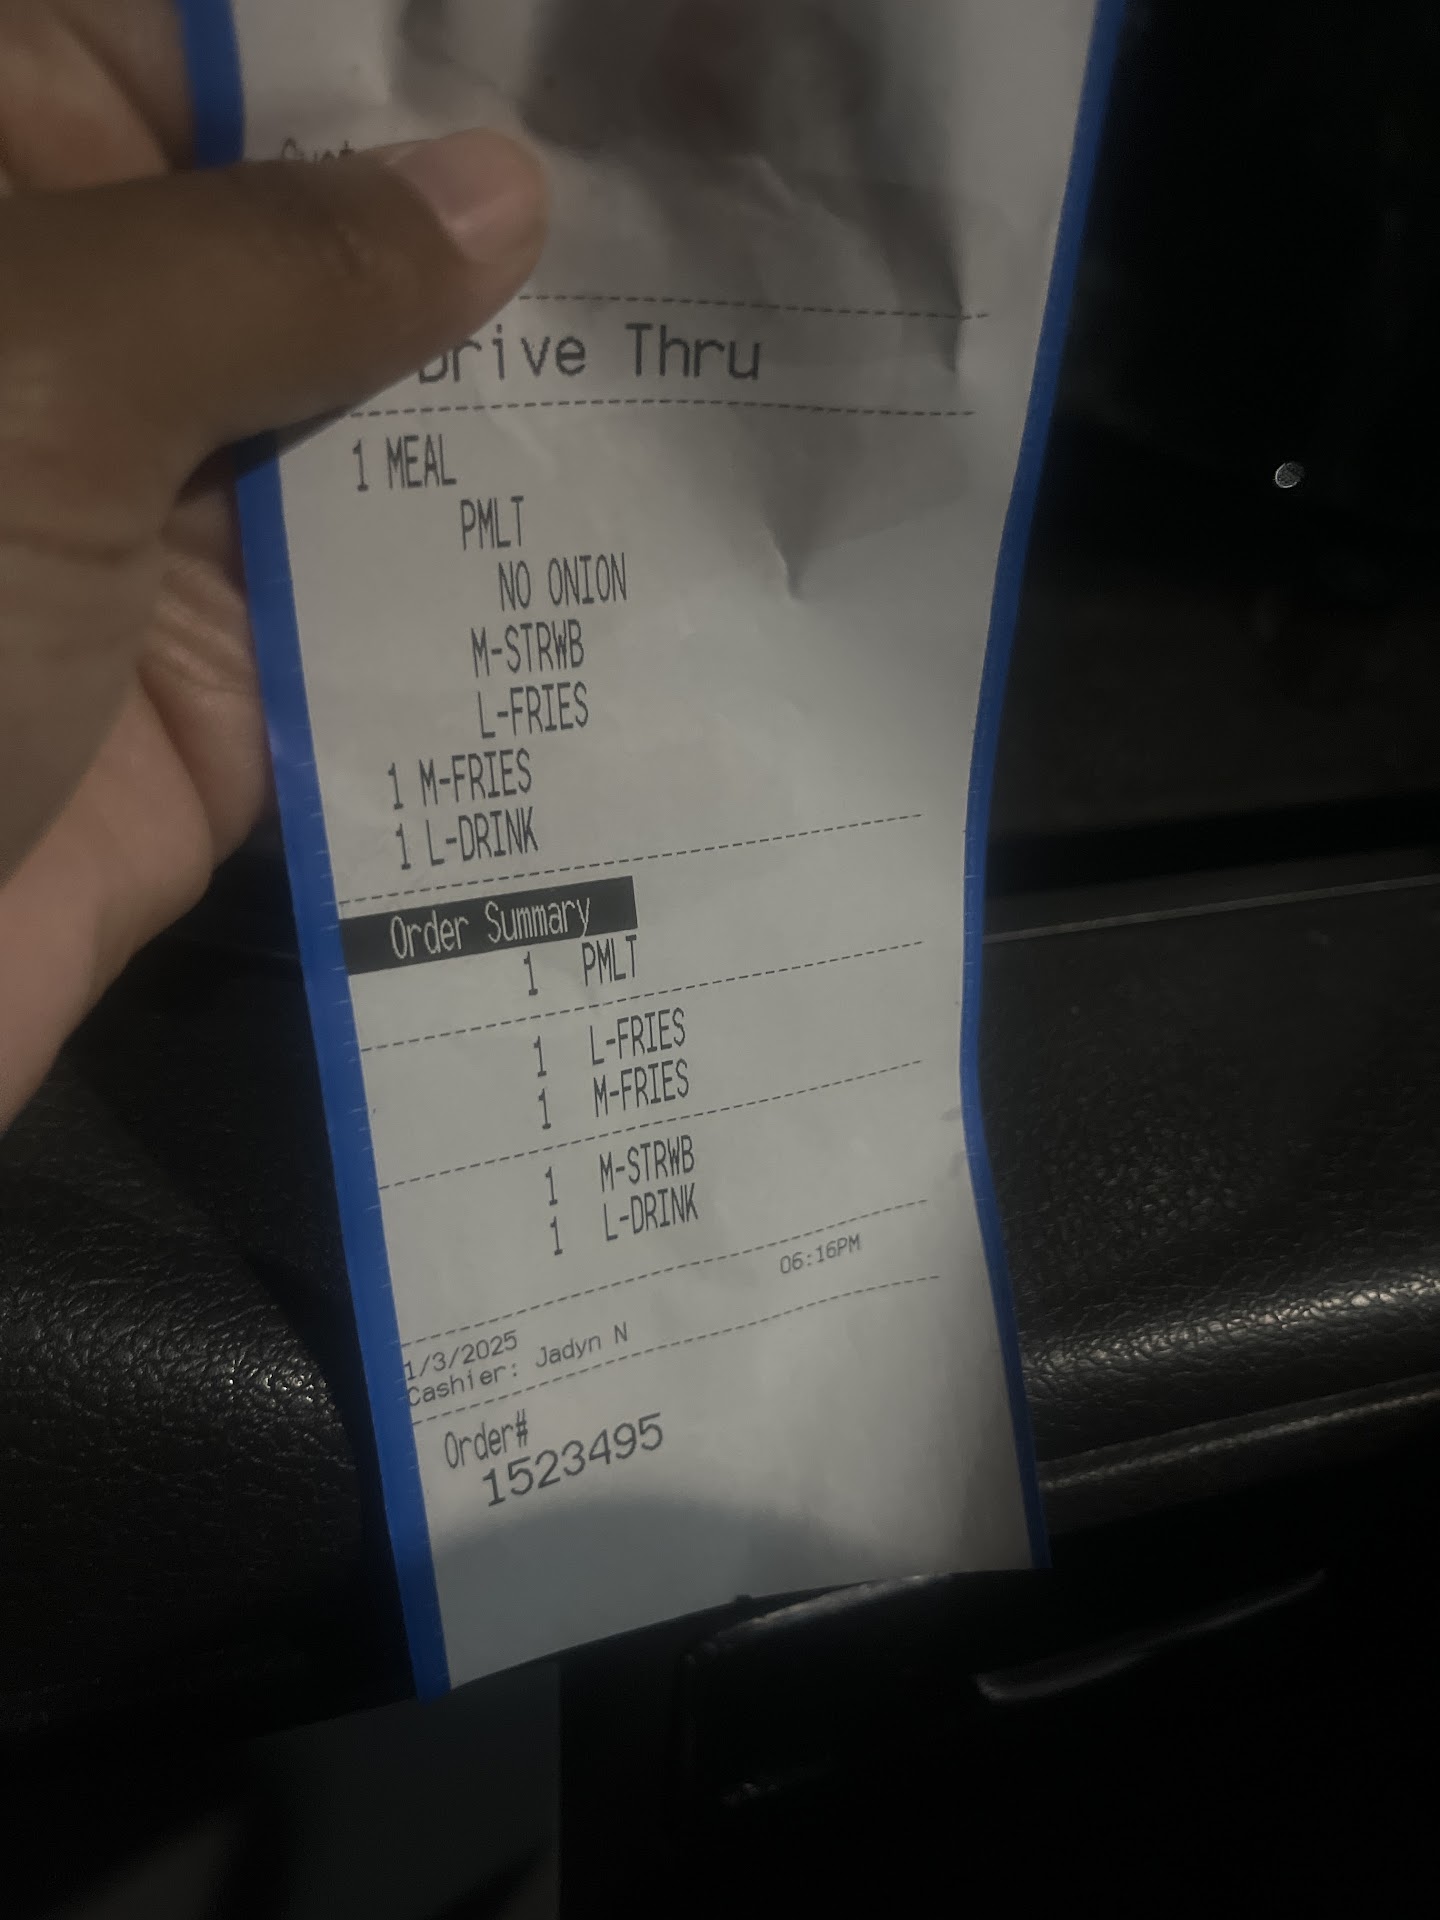 Drive Thru
1 MEAL
PMLT
NO ONION
M-STRWB
L-FRIES
1 M-FRIES
1 L-DRINK
Order Summary
1 PMLT
1 L-FRIES
1 M-FRIES
1 M-STRWB
1 L-DRINK
06:16PM
1/3/2025
Cashier: Jadyn N
Order#
1523495